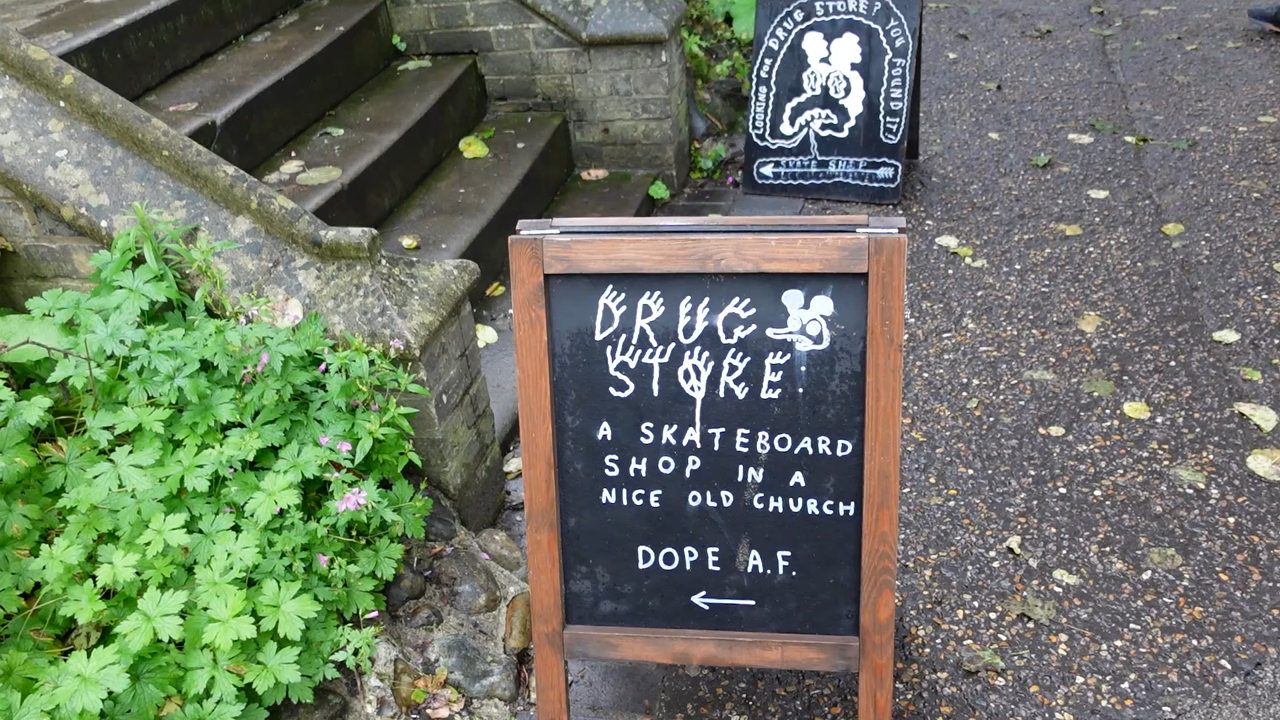 LOOKING FOR DRUG STORE? YOU FOUND IT!
SKATE SHOP
DRUG
STORE:
A SKATEBOARD
SHOP IN A
NICE OLD CHURCH
DOPE A.F.